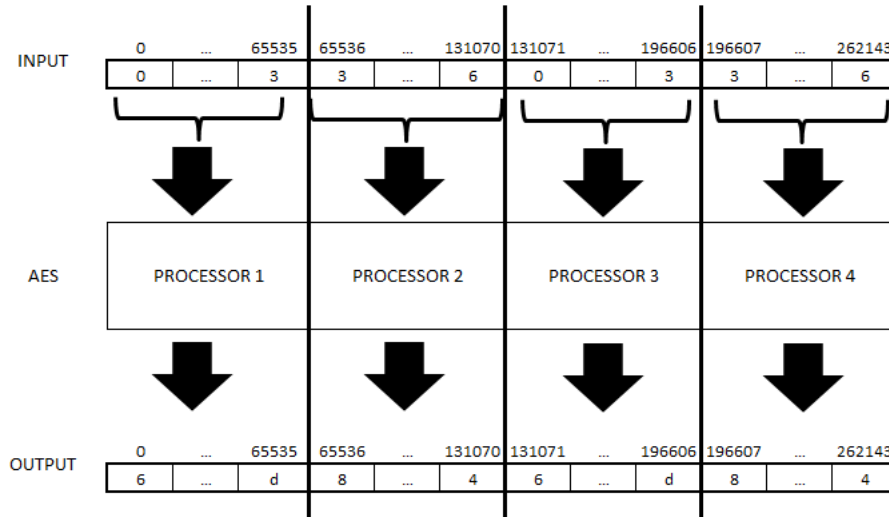 0 ... 65535 65536 ... 131070 131071 ... 196606 196607 ... 262143
INPUT
0 ... 3 3 ... 6 0 ... 3 3 ... 6
AES PROCESSOR 1 PROCESSOR 2 PROCESSOR 3 PROCESSOR 4
0 ... 65535 65536 ... 131070 131071 ... 196606 196607 ... 262143
OUTPUT
6 ... d 8 ... 4 6 ... d 8 ... 4